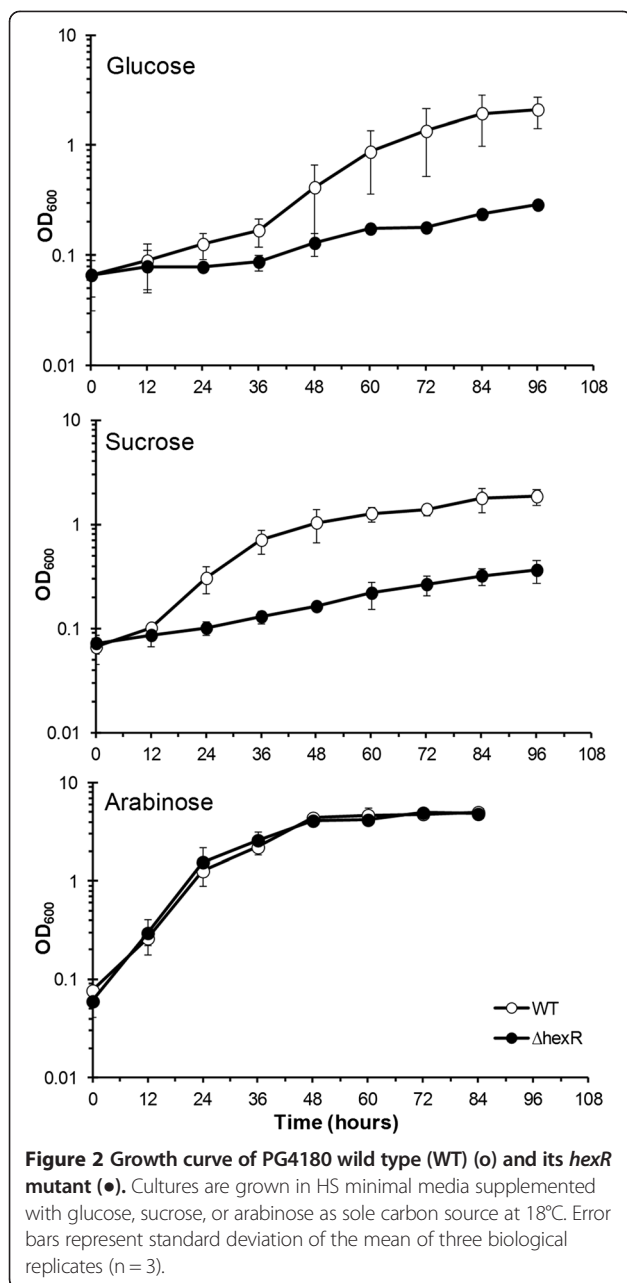 10
Glucose
1
OD600
0.1
0.01
0 12 24 36 48 60 72 84 96 108
10
Sucrose
1
OD600
0.1
0.01
0 12 24 36 48 60 72 84 96 108
10
Arabinose
1
OD600
0.1
WT
ΔhexR
0.01
0 12 24 36 48 60 72 84 96 108
Time (hours)
Figure 2 Growth curve of PG4180 wild type (WT) (o) and its hexR
mutant (●). Cultures are grown in HS minimal media supplemented
with glucose, sucrose, or arabinose as sole carbon source at 18°C. Error
bars represent standard deviation of the mean of three biological
replicates (n = 3).